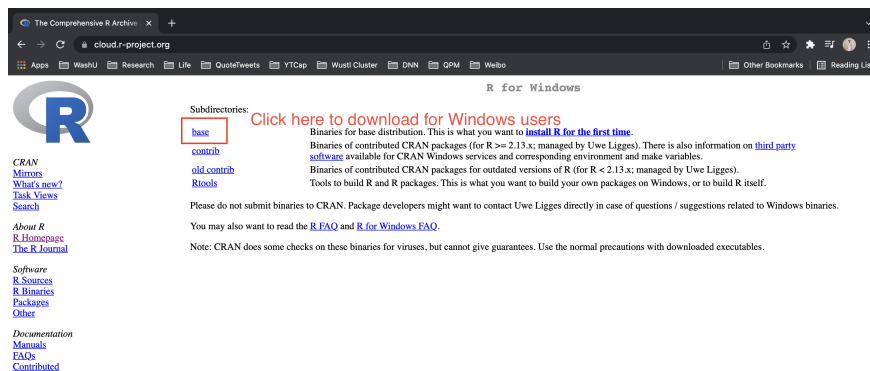 The Comprehensive R Archive
cloud.r-project.org
Apps WashU Research Life QuoteTweets YTCap Wustl Cluster DNN QPM Weibo Other Bookmarks Reading Lis
R
R for Windows
Subdirectories:
Click here to download for Windows users
base Binaries for base distribution. This is what you want to install R for the first time.
contrib Binaries of contributed CRAN packages (for R >= 2.13.x; managed by Uwe Ligges). There is also information on third party
software available for CRAN Windows services and corresponding environment and make variables.
old contrib Binaries of contributed CRAN packages for outdated versions of R (for R < 2.13.x; managed by Uwe Ligges).
Rtools Tools to build R and R packages. This is what you want to build your own packages on Windows, or to build R itself.
Please do not submit binaries to CRAN. Package developers might want to contact Uwe Ligges directly in case of questions / suggestions related to Windows binaries.
You may also want to read the R FAQ and R for Windows FAQ.
Note: CRAN does some checks on these binaries for viruses, but cannot give guarantees. Use the normal precautions with downloaded executables.
CRAN
Mirrors
What's new?
Task Views
Search
About R
R Homepage
The R Journal
Software
R Sources
R Binaries
Packages
Other
Documentation
Manuals
FAQs
Contributed